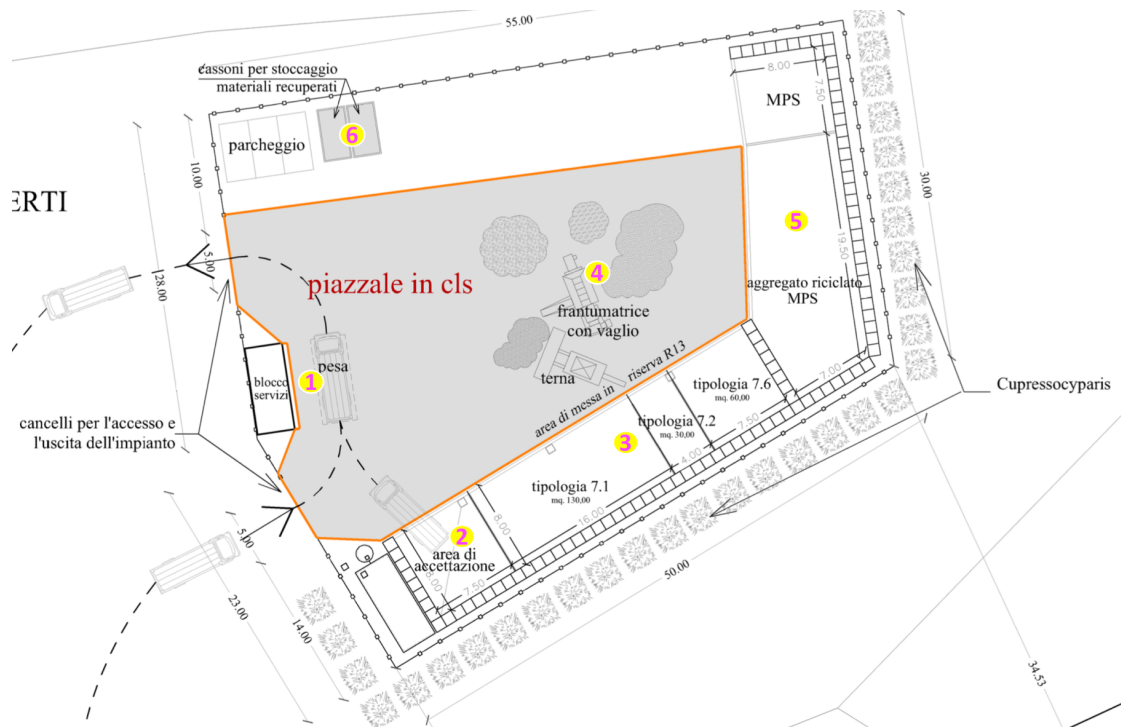 55.00
cassoni per stoccaggio
materiali recuperati
8.00
7.50
MPS
6
parcheggio
10.00
30.00
ERTI
5
19.50
5.00
28.00
4
piazzale in cls
aggregato riciclato
MPS
frantumatrice
con vaglio
pesa
1
blocco
servizi
terna
area di messa in riserva R13
7.00
tipologia 7.6
mq. 60,00
Cupressocyparis
cancelli per l'accesso e
l'uscita dell'impianto
tipologia 7.2
mq. 30,00
7.50
3
4.00
tipologia 7.1
mq. 130,00
16.00
8.00
2
area di
accettazione
8.00
7.50
5.00
50.00
23.00
14.00
34.53